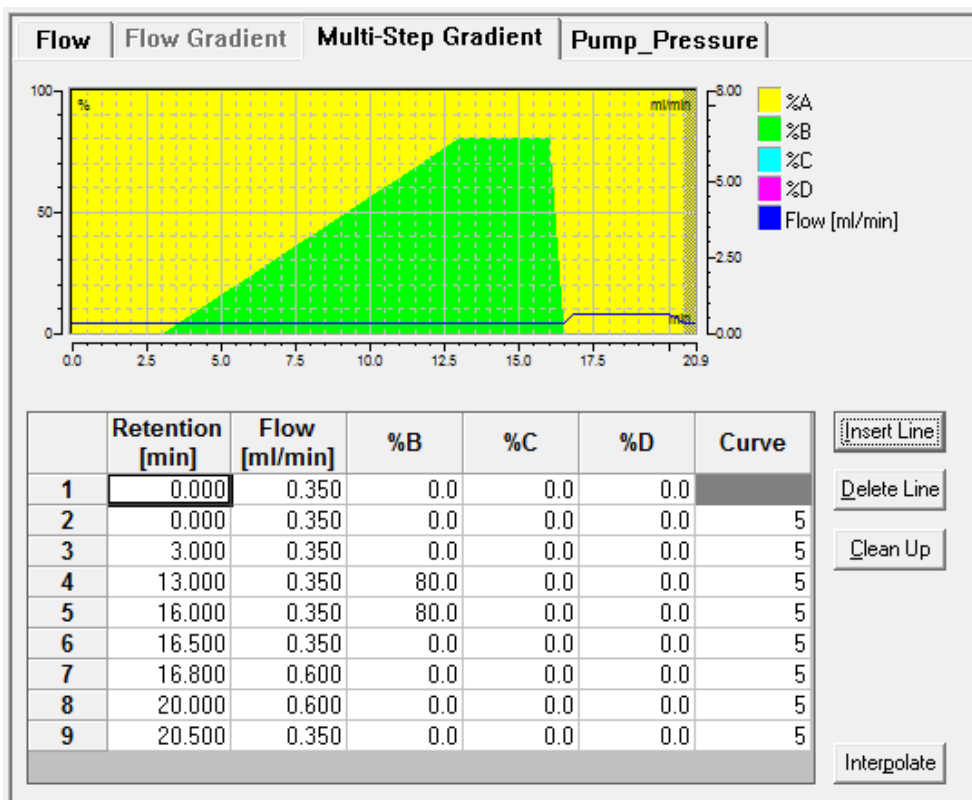 Flow Flow Gradient Multi-Step Gradient Pump_Pressure
100 % ml/min 8.00 %A
%B
%C
5.00 %D
50 Flow [ml/min]
2.50
0 min 0.00
0.0 2.5 5.0 7.5 10.0 12.5 15.0 17.5 20.9
Retention [min] Flow [ml/min] %B %C %D Curve
1 0.000 0.350 0.0 0.0 0.0
2 0.000 0.350 0.0 0.0 0.0 5
3 3.000 0.350 0.0 0.0 0.0 5
4 13.000 0.350 80.0 0.0 0.0 5
5 16.000 0.350 80.0 0.0 0.0 5
6 16.500 0.350 0.0 0.0 0.0 5
7 16.800 0.600 0.0 0.0 0.0 5
8 20.000 0.600 0.0 0.0 0.0 5
9 20.500 0.350 0.0 0.0 0.0 5
Insert Line
Delete Line
Clean Up
Interpolate